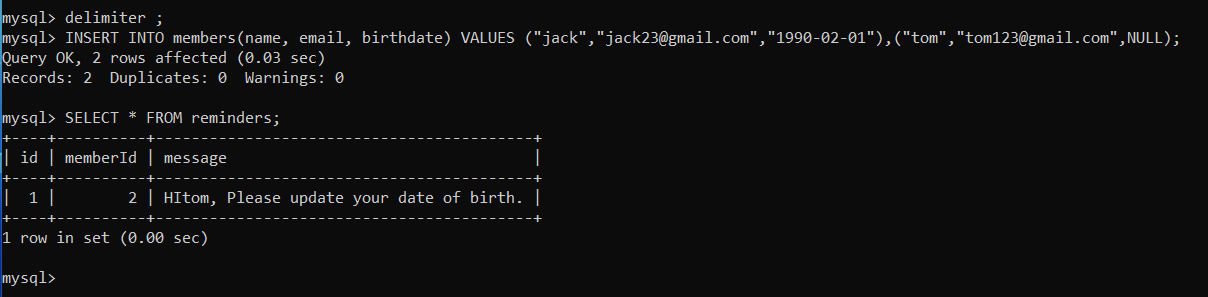 mysql> delimiter ;
mysql> INSERT INTO members(name, email, birthdate) VALUES ("jack","jack23@gmail.com","1990-02-01"),("tom","tom123@gmail.com",NULL);
Query OK, 2 rows affected (0.03 sec)
Records: 2  Duplicates: 0  Warnings: 0

mysql> SELECT * FROM reminders;
+----+----------+------------------------------------------+
| id | memberId | message                                  |
+----+----------+------------------------------------------+
|  1 |        2 | HItom, Please update your date of birth. |
+----+----------+------------------------------------------+
1 row in set (0.00 sec)

mysql>